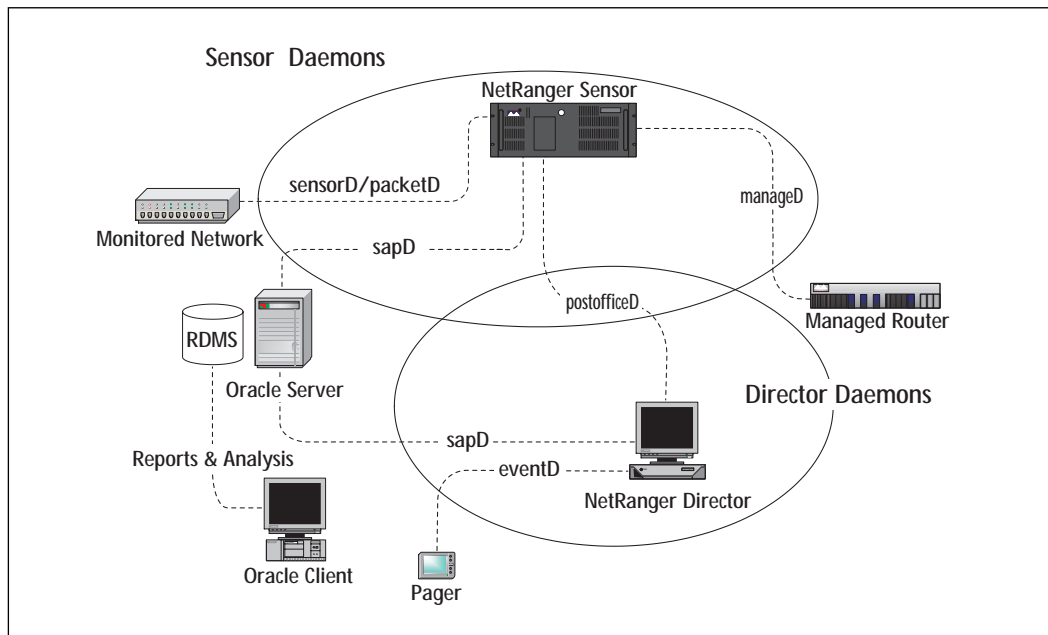 Sensor Daemons
NetRanger Sensor
sensorD/packetD
manageD
Monitored Network
sapD
postofficeD
Managed Router
RDMS
Oracle Server
Director Daemons
sapD
Reports & Analysis
eventD
NetRanger Director
Oracle Client
Pager